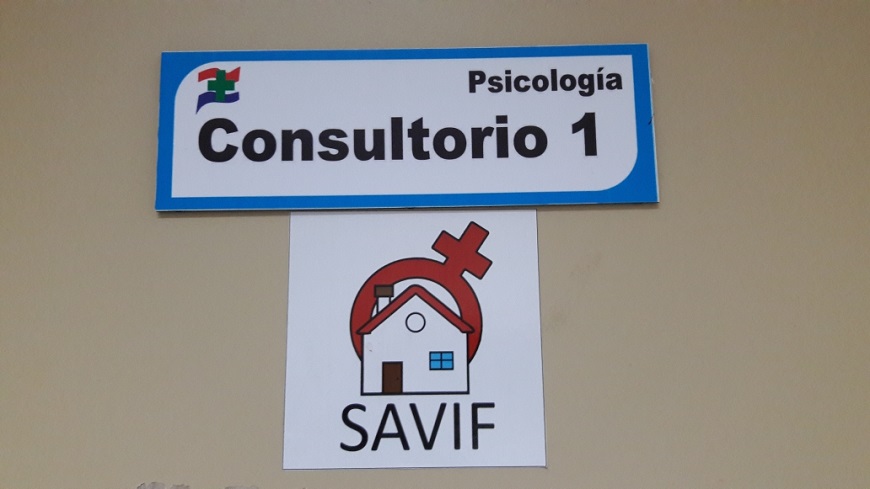 Psicología
Consultorio 1
SAVIF